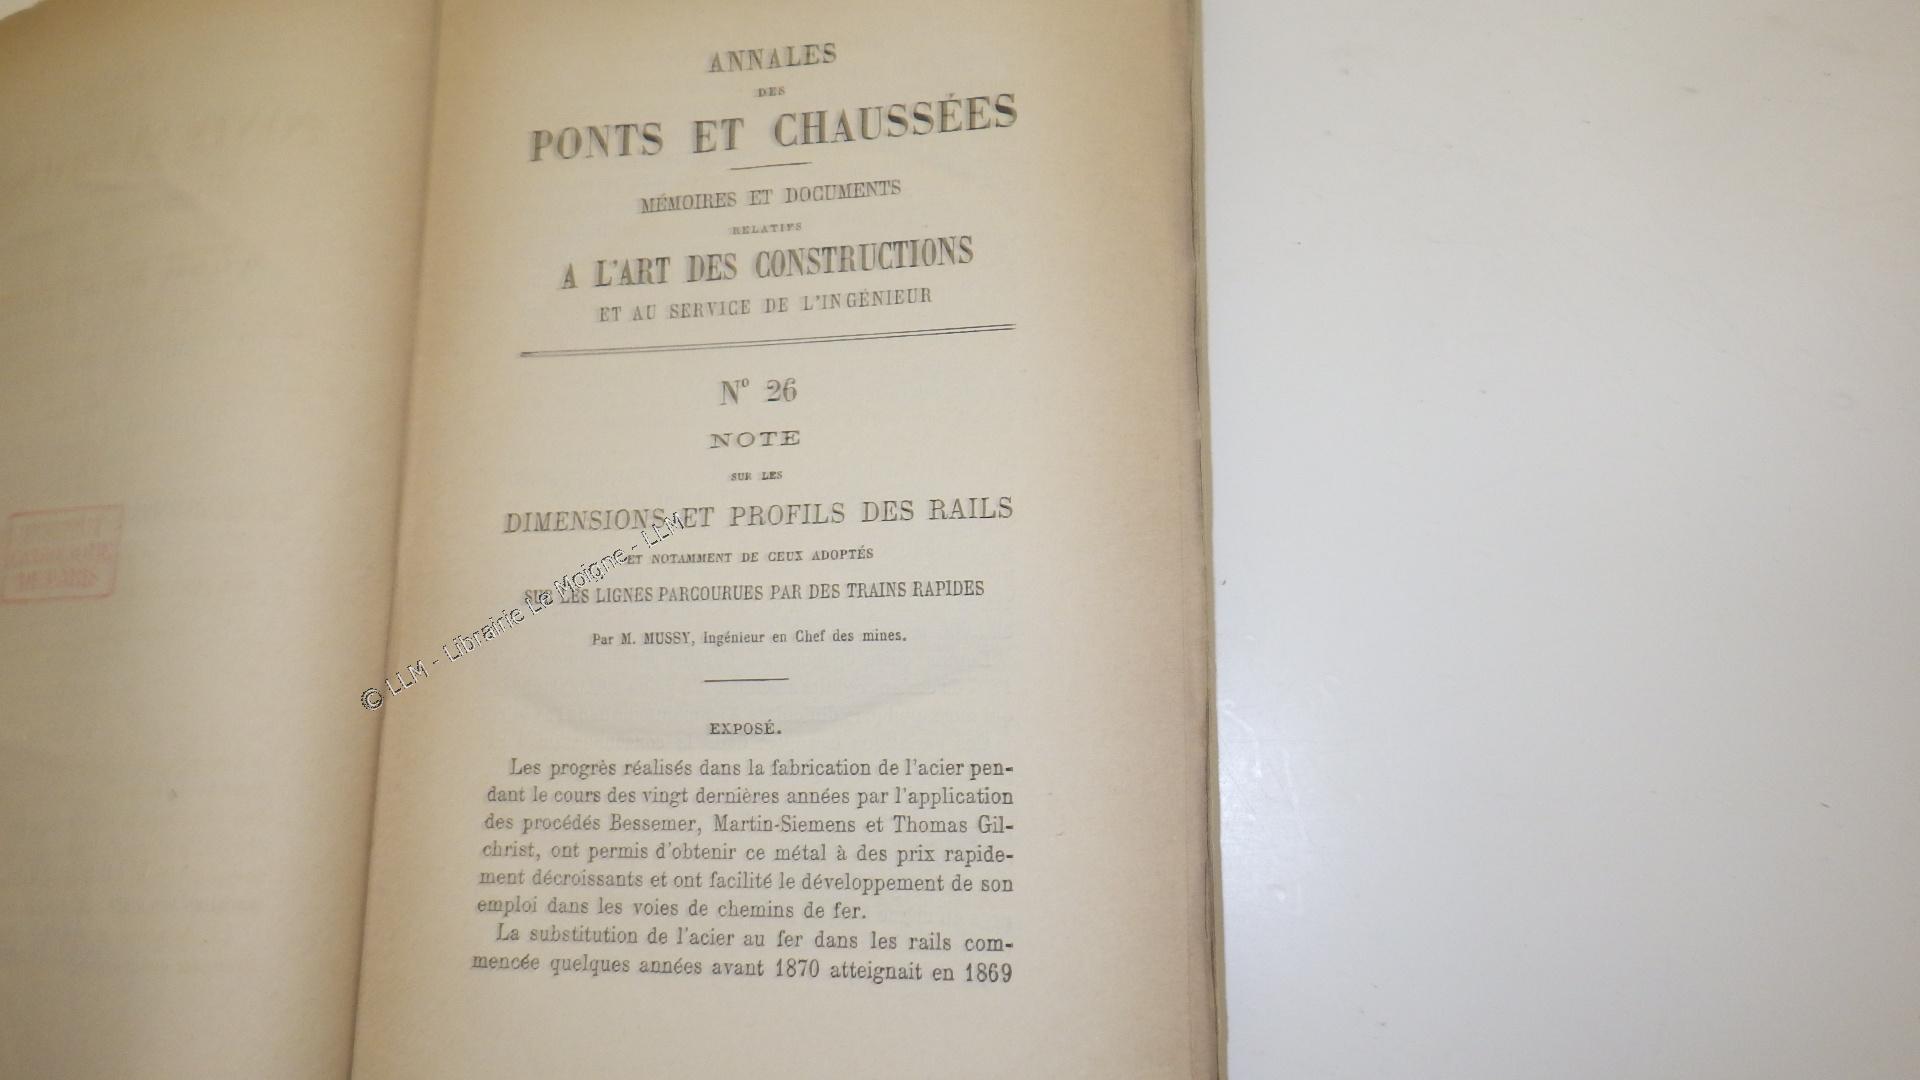 ANNALES
DES
PONTS ET CHAUSSÉES
MÉMOIRES ET DOCUMENTS
RELATIFS
A L'ART DES CONSTRUCTIONS
ET AU SERVICE DE L'INGÉNIEUR
N° 26
NOTE
SUR LES
DIMENSIONS ET PROFILS DES RAILS
ET NOTAMMENT DE CEUX ADOPTÉS
SUR LES LIGNES PARCOURUES PAR DES TRAINS RAPIDES
Par M. MUSSY, Ingénieur en Chef des mines.
© LLM - Librairie Le Moigne - LLM
EXPOSÉ.
Les progrès réalisés dans la fabrication de l'acier pen-
dant le cours des vingt dernières années par l'application
des procédés Bessemer, Martin-Siemens et Thomas Gil-
christ, ont permis d'obtenir ce métal à des prix rapide-
ment décroissants et ont facilité le développement de son
emploi dans les voies de chemins de fer.
La substitution de l'acier au fer dans les rails com-
mencée quelques années avant 1870 atteignait en 1869